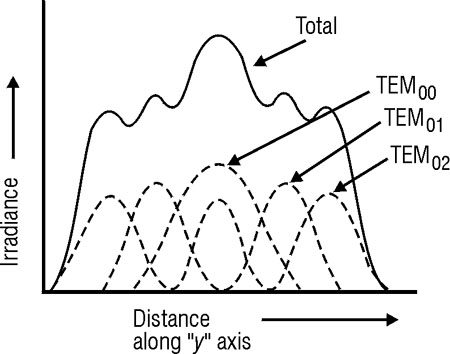 Total
TEM₀₀
TEM₀₁
TEM₀₂
Irradiance
Distance
along "y" axis